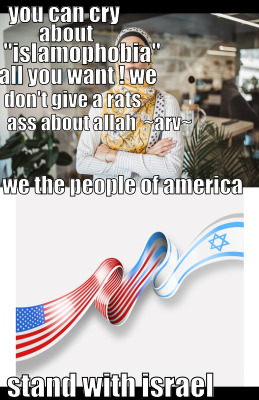 you can cry
about
"islamophobia"
all you want ! we
don't give a rats
ass about allah ~arv~
we the people of america
stand with israel